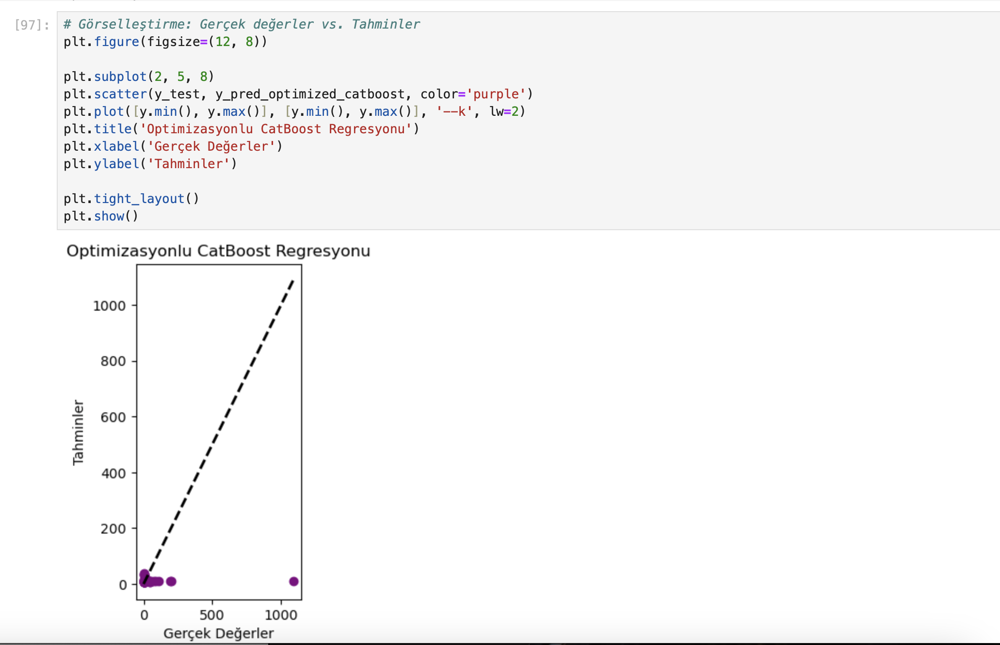 [97]:
# Görselleştirme: Gerçek değerler vs. Tahminler
plt.figure(figsize=(12, 8))
plt.subplot(2, 5, 8)
plt.scatter(y_test, y_pred_optimized_catboost, color='purple')
plt.plot([y.min(), y.max()], [y.min(), y.max()], '--k', lw=2)
plt.title('Optimizasyonlu CatBoost Regresyonu')
plt.xlabel('Gerçek Değerler')
plt.ylabel('Tahminler')
plt.tight_layout()
plt.show()
Optimizasyonlu CatBoost Regresyonu
1000
800
600
400
200
0
Tahminler
0 500 1000
Gerçek Değerler